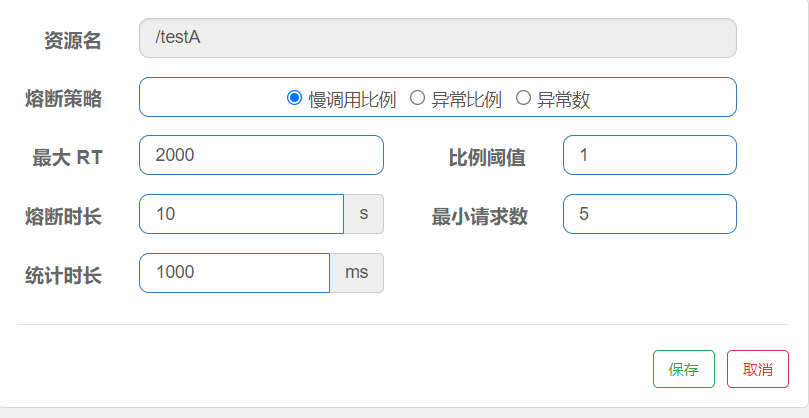 资源名 /testA
熔断策略 慢调用比例 异常比例 异常数
最大 RT 2000 比例阈值 1
熔断时长 10 s 最小请求数 5
统计时长 1000 ms
保存 取消